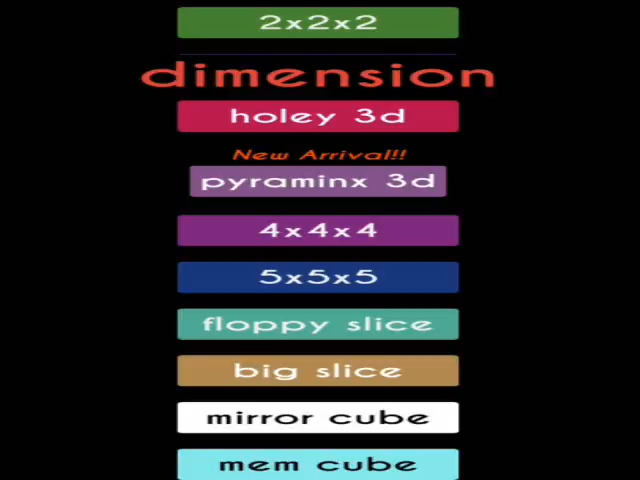 2x2x2
dimension
holey 3d
New Arrival!!
pyraminx 3d
4x4x4
5x5x5
floppy slice
big slice
mirror cube
mem cube